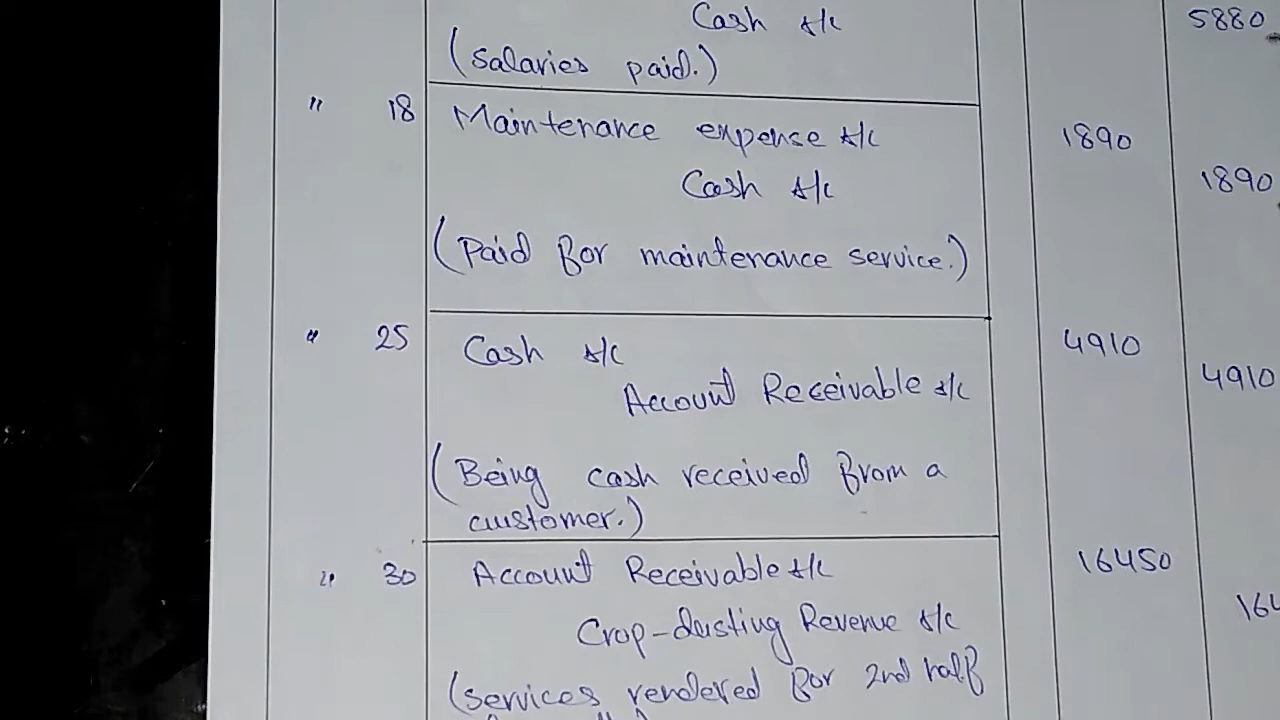 Cash A/c 5880
(salaries paid.)
" 18 Maintenance expense A/c 1890
Cash A/c 1890
(Paid for maintenance service.)
" 25 Cash A/c 4910
Account Receivable A/c 4910
(Being cash received from a
customer.)
" 30 Account Receivable A/c 16450
Crop-dusting Revenue A/c 164
(services rendered for 2nd half